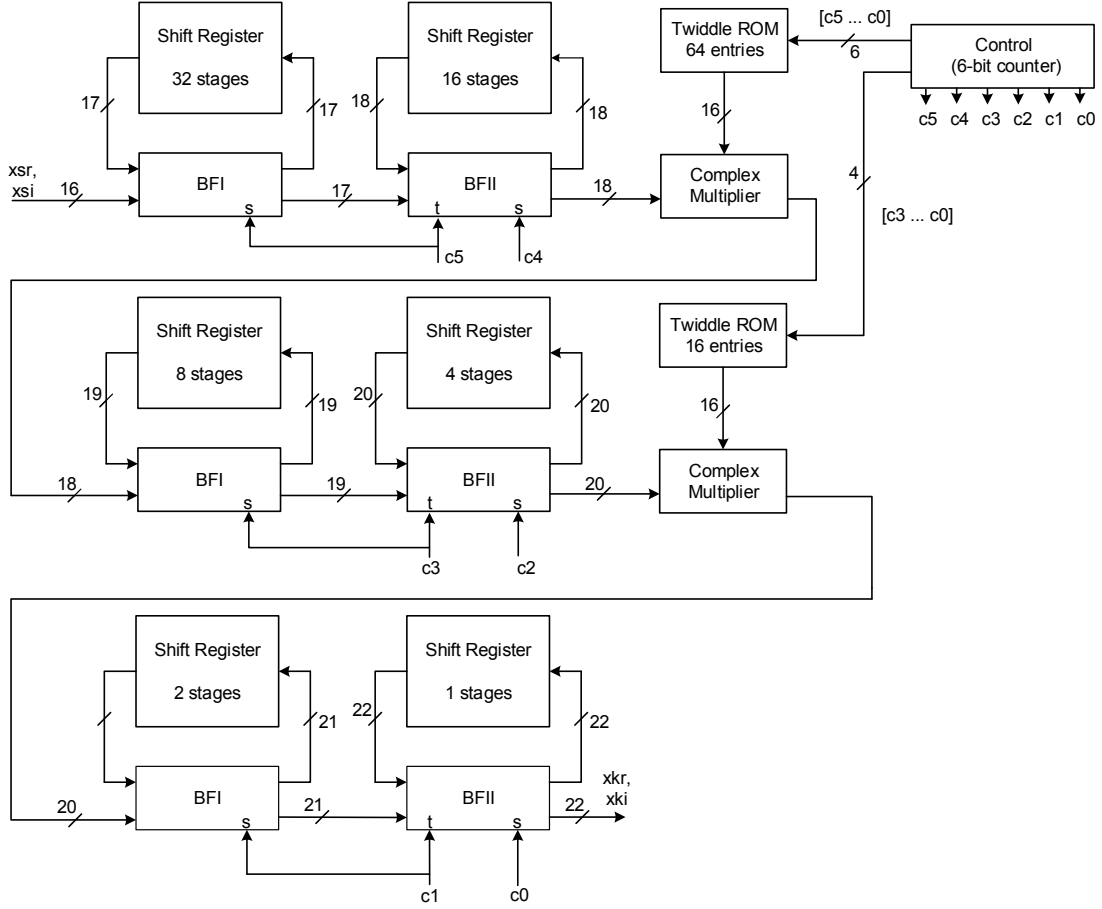 Shift Register
32 stages
17
17
BFI
s
xsr,
xsi
16
17
Shift Register
16 stages
18
18
BFII
t
s
18
c5
c4
Twiddle ROM
64 entries
16
Complex
Multiplier
[c5 ... c0]
6
Control
(6-bit counter)
c5
c4
c3
c2
c1
c0
4
[c3 ... c0]
Shift Register
8 stages
19
19
BFI
s
18
19
Shift Register
4 stages
20
20
BFII
t
s
20
c3
c2
Twiddle ROM
16 entries
16
Complex
Multiplier
Shift Register
2 stages
21
BFI
s
20
21
Shift Register
1 stages
22
22
BFII
t
s
22
xkr,
xki
c1
c0